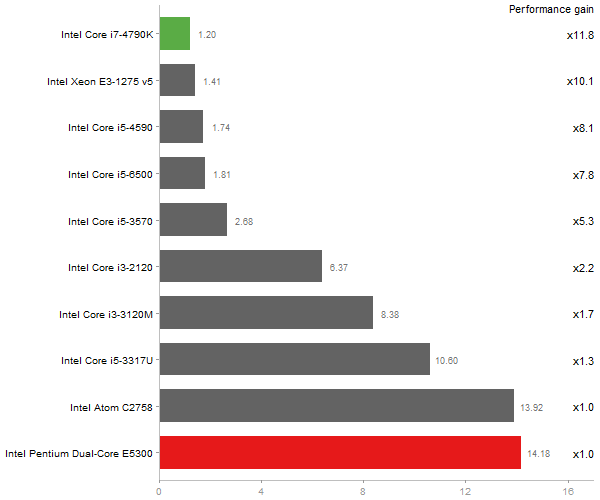 Performance gain
Intel Core i7-4790K 1.20 x11.8
Intel Xeon E3-1275 v5 1.41 x10.1
Intel Core i5-4590 1.74 x8.1
Intel Core i5-6500 1.81 x7.8
Intel Core i5-3570 2.68 x5.3
Intel Core i3-2120 6.37 x2.2
Intel Core i3-3120M 8.38 x1.7
Intel Core i5-3317U 10.60 x1.3
Intel Atom C2758 13.92 x1.0
Intel Pentium Dual-Core E5300 14.18 x1.0
0 4 8 12 16